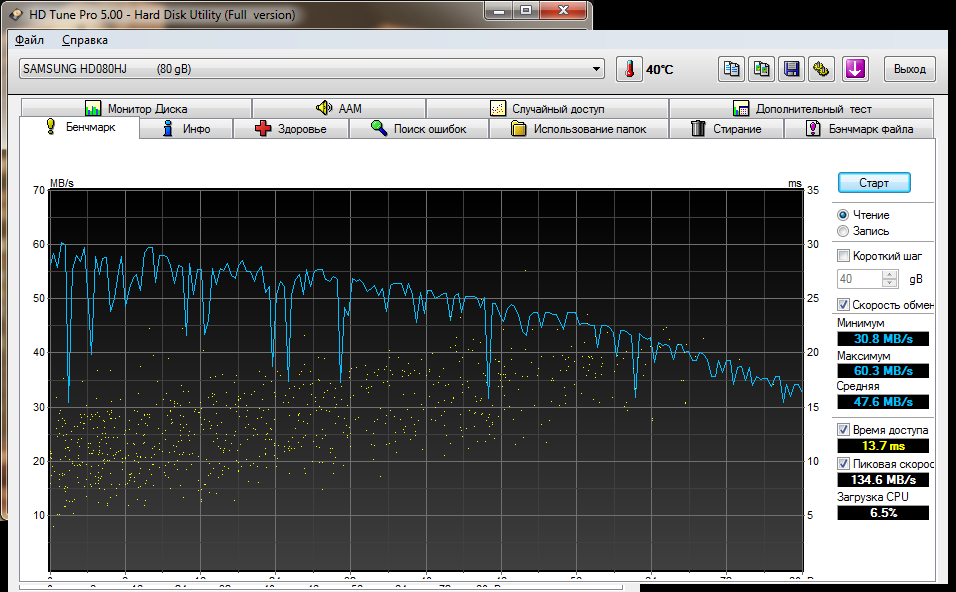 HD Tune Pro 5.00 - Hard Disk Utility (Full version)
Файл Справка
SAMSUNG HD080HJ (80 gB)
40°C
Выход
Монитор Диска
AAM
Случайный доступ
Дополнительный тест
Бенчмарк
Инфо
Здоровье
Поиск ошибок
Использование папок
Стирание
Бэнчмарк файла
MB/s
ms
70
60
50
40
30
20
10
35
30
25
20
15
10
5
Старт
Чтение
Запись
Короткий шаг
40 gB
Скорость обмен
Минимум
30.8 MB/s
Максимум
60.3 MB/s
Средняя
47.6 MB/s
Время доступа
13.7 ms
Пиковая скорос
134.6 MB/s
Загрузка CPU
6.5%